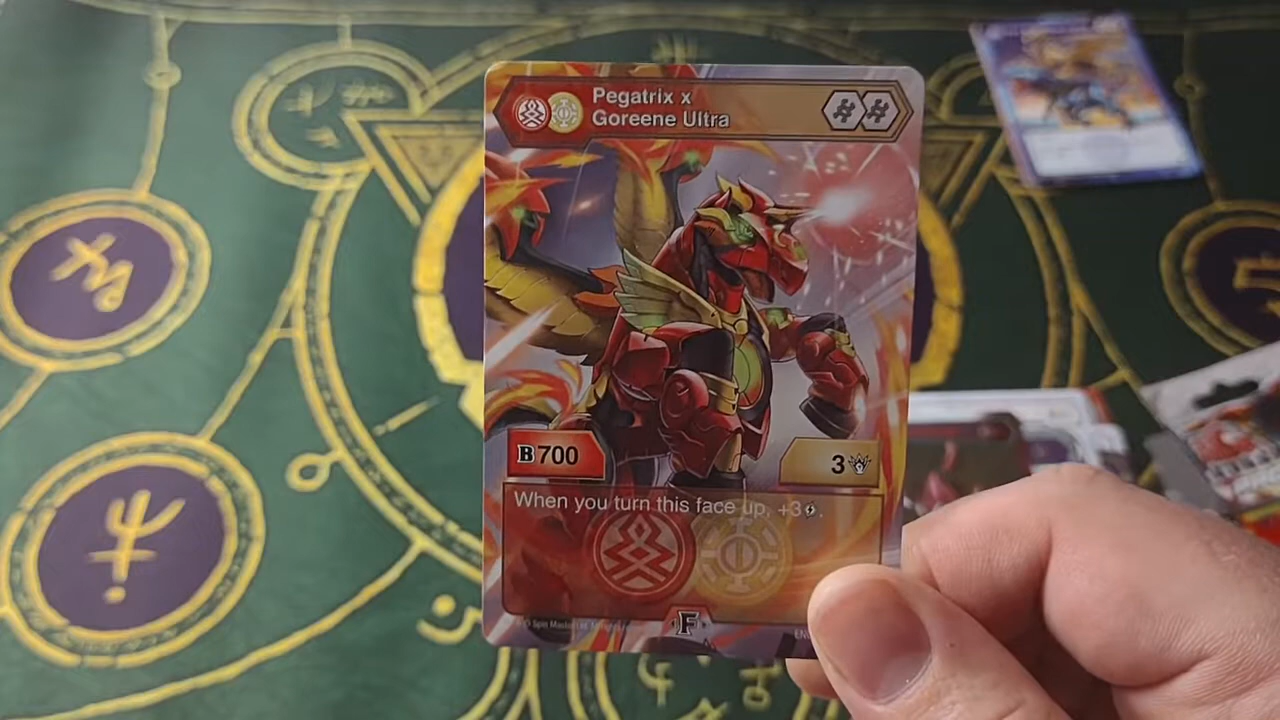 Pegatrix x
Goreene Ultra
B700
3
When you turn this face up, +3
F